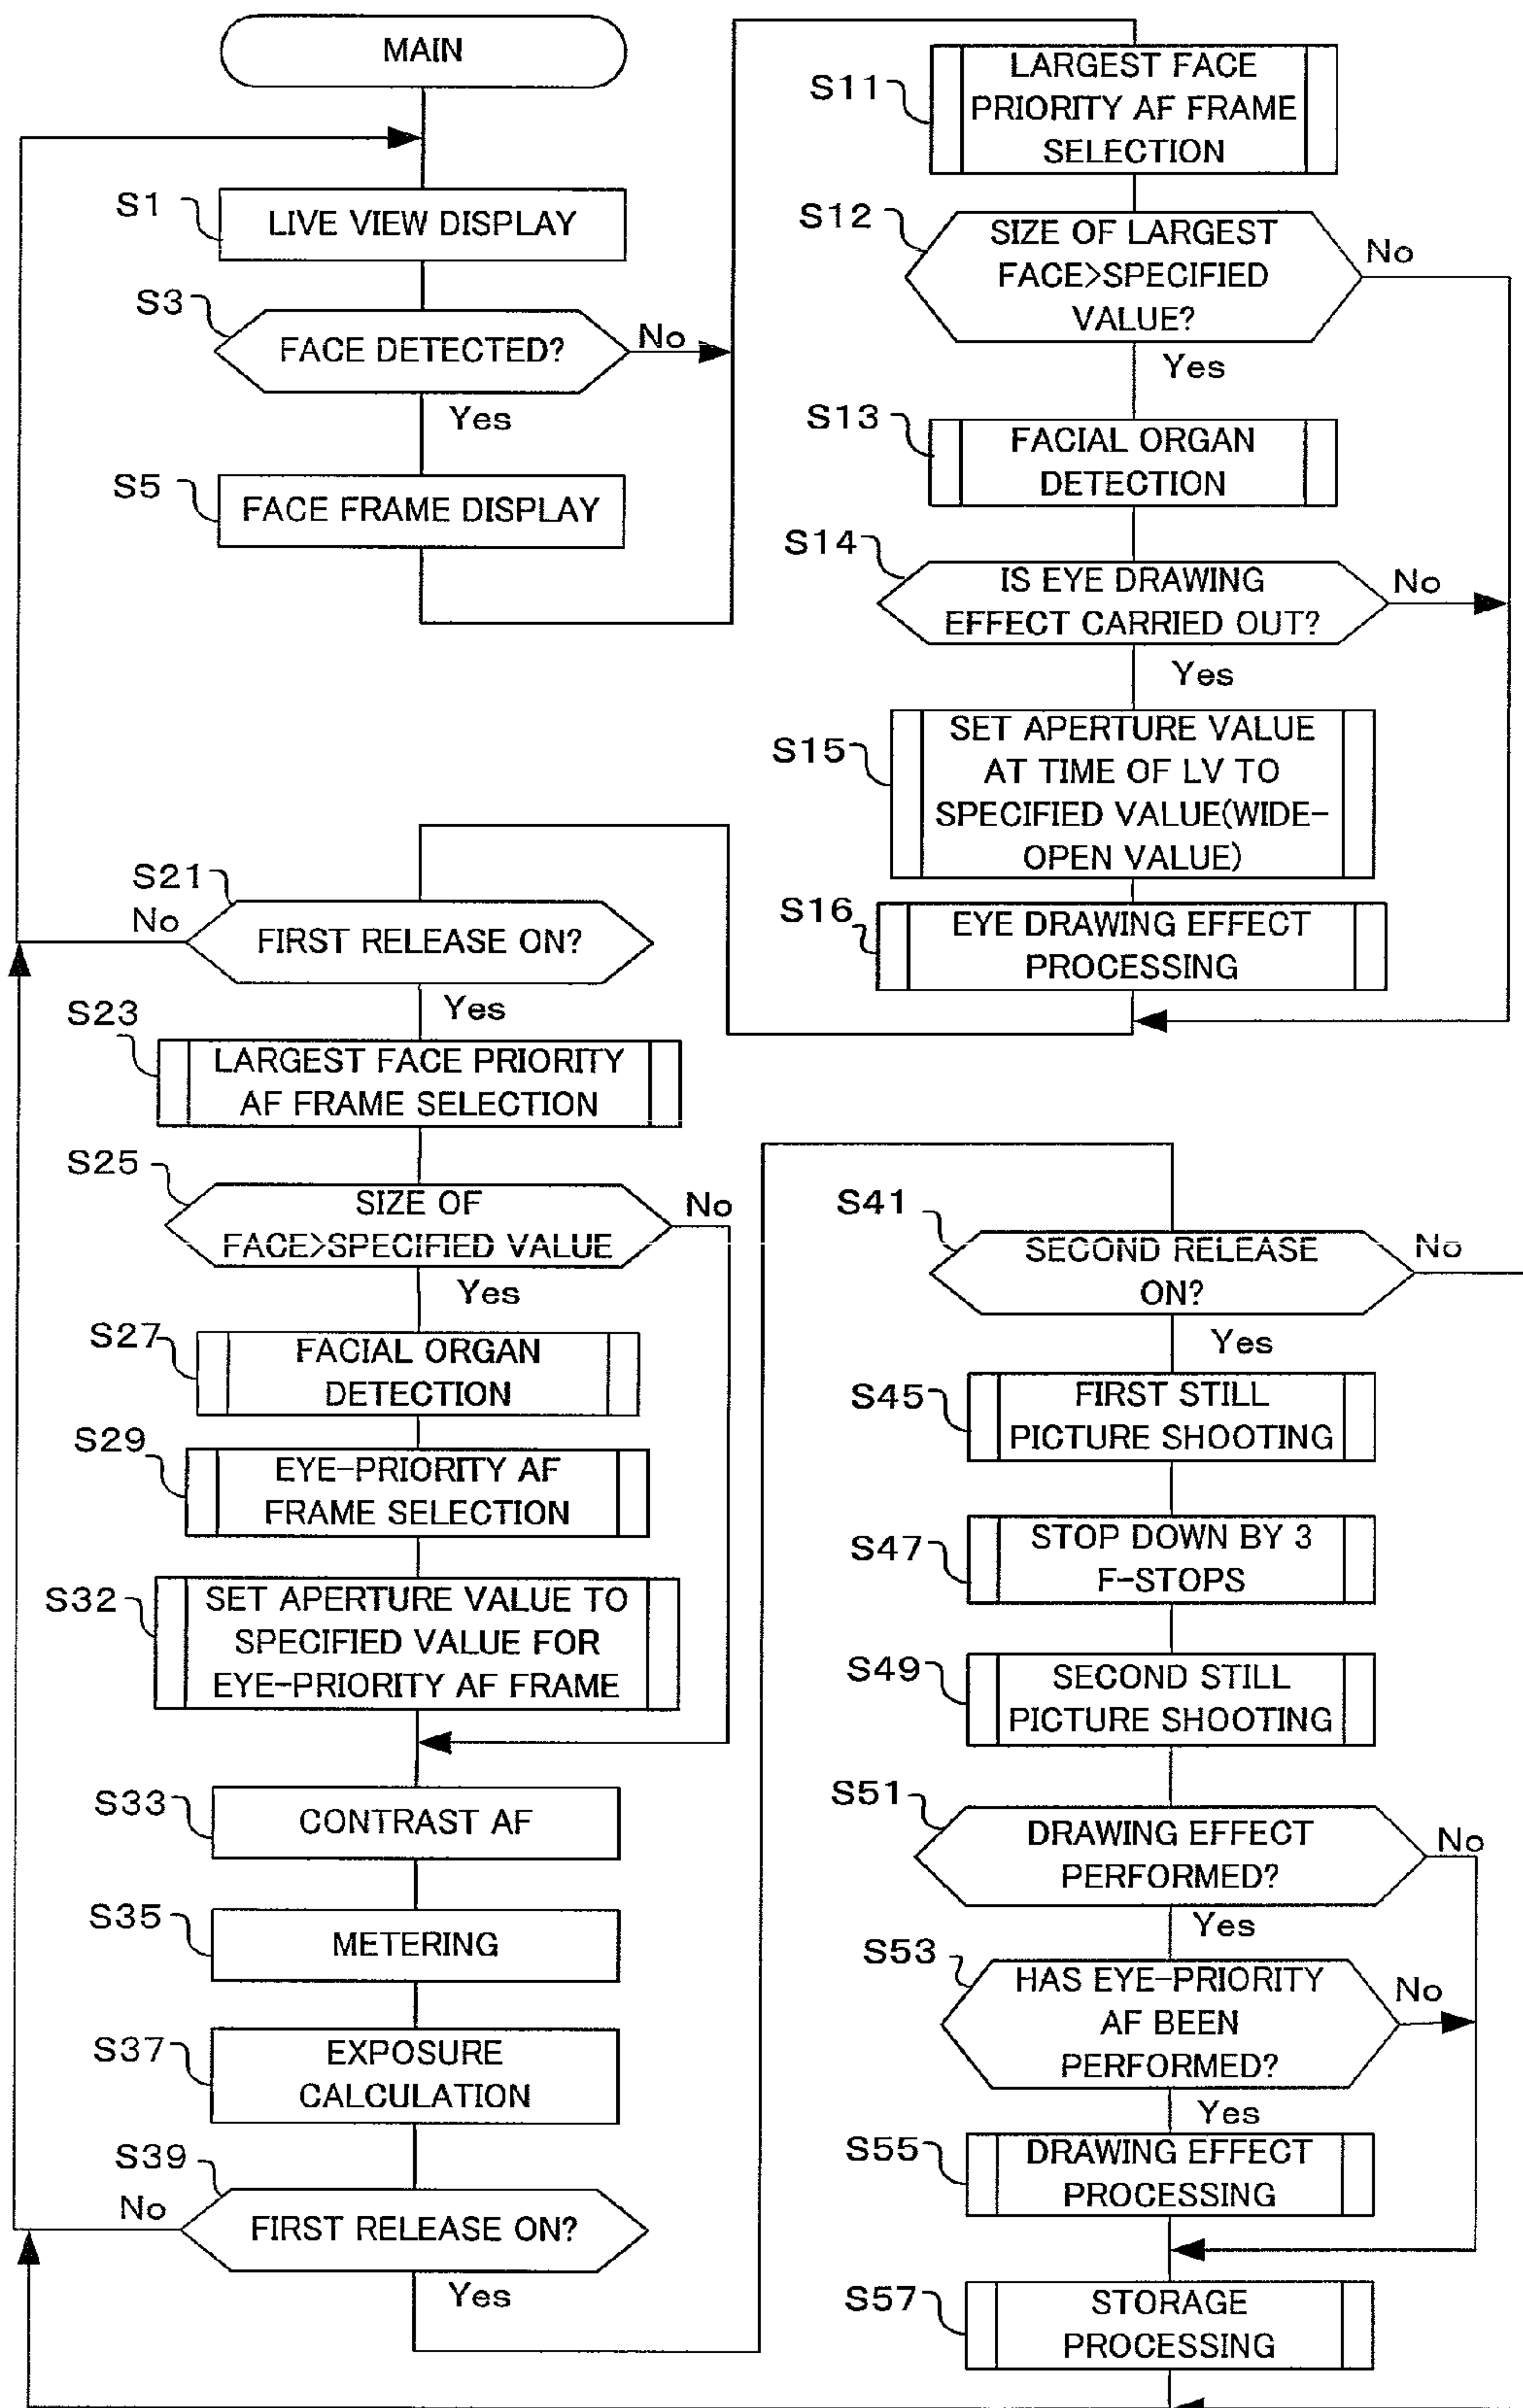 MAIN
S1
LIVE VIEW DISPLAY
S3
FACE DETECTED?
No
Yes
S5
FACE FRAME DISPLAY
S11
LARGEST FACE
PRIORITY AF FRAME
SELECTION
S12
SIZE OF LARGEST
FACE>SPECIFIED
VALUE?
No
Yes
S13
FACIAL ORGAN
DETECTION
S14
IS EYE DRAWING
EFFECT CARRIED OUT?
No
Yes
S15
SET APERTURE VALUE
AT TIME OF LV TO
SPECIFIED VALUE(WIDE-
OPEN VALUE)
S16
EYE DRAWING EFFECT
PROCESSING
S21
No
FIRST RELEASE ON?
Yes
S23
LARGEST FACE PRIORITY
AF FRAME SELECTION
S25
SIZE OF
FACE>SPECIFIED VALUE
No
Yes
S27
FACIAL ORGAN
DETECTION
S29
EYE-PRIORITY AF
FRAME SELECTION
S32
SET APERTURE VALUE TO
SPECIFIED VALUE FOR
EYE-PRIORITY AF FRAME
S33
CONTRAST AF
S35
METERING
S37
EXPOSURE
CALCULATION
S39
No
FIRST RELEASE ON?
Yes
S41
SECOND RELEASE
ON?
No
Yes
S45
FIRST STILL
PICTURE SHOOTING
S47
STOP DOWN BY 3
F-STOPS
S49
SECOND STILL
PICTURE SHOOTING
S51
DRAWING EFFECT
PERFORMED?
No
Yes
S53
HAS EYE-PRIORITY
AF BEEN
PERFORMED?
No
Yes
S55
DRAWING EFFECT
PROCESSING
S57
STORAGE
PROCESSING